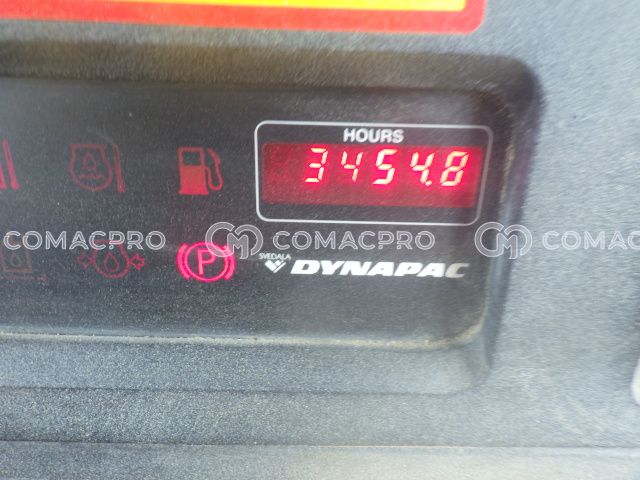 HOURS
3454.8
COMACPRO COMACPRO COMACPRO
P
SVEDALA
DYNAPAC